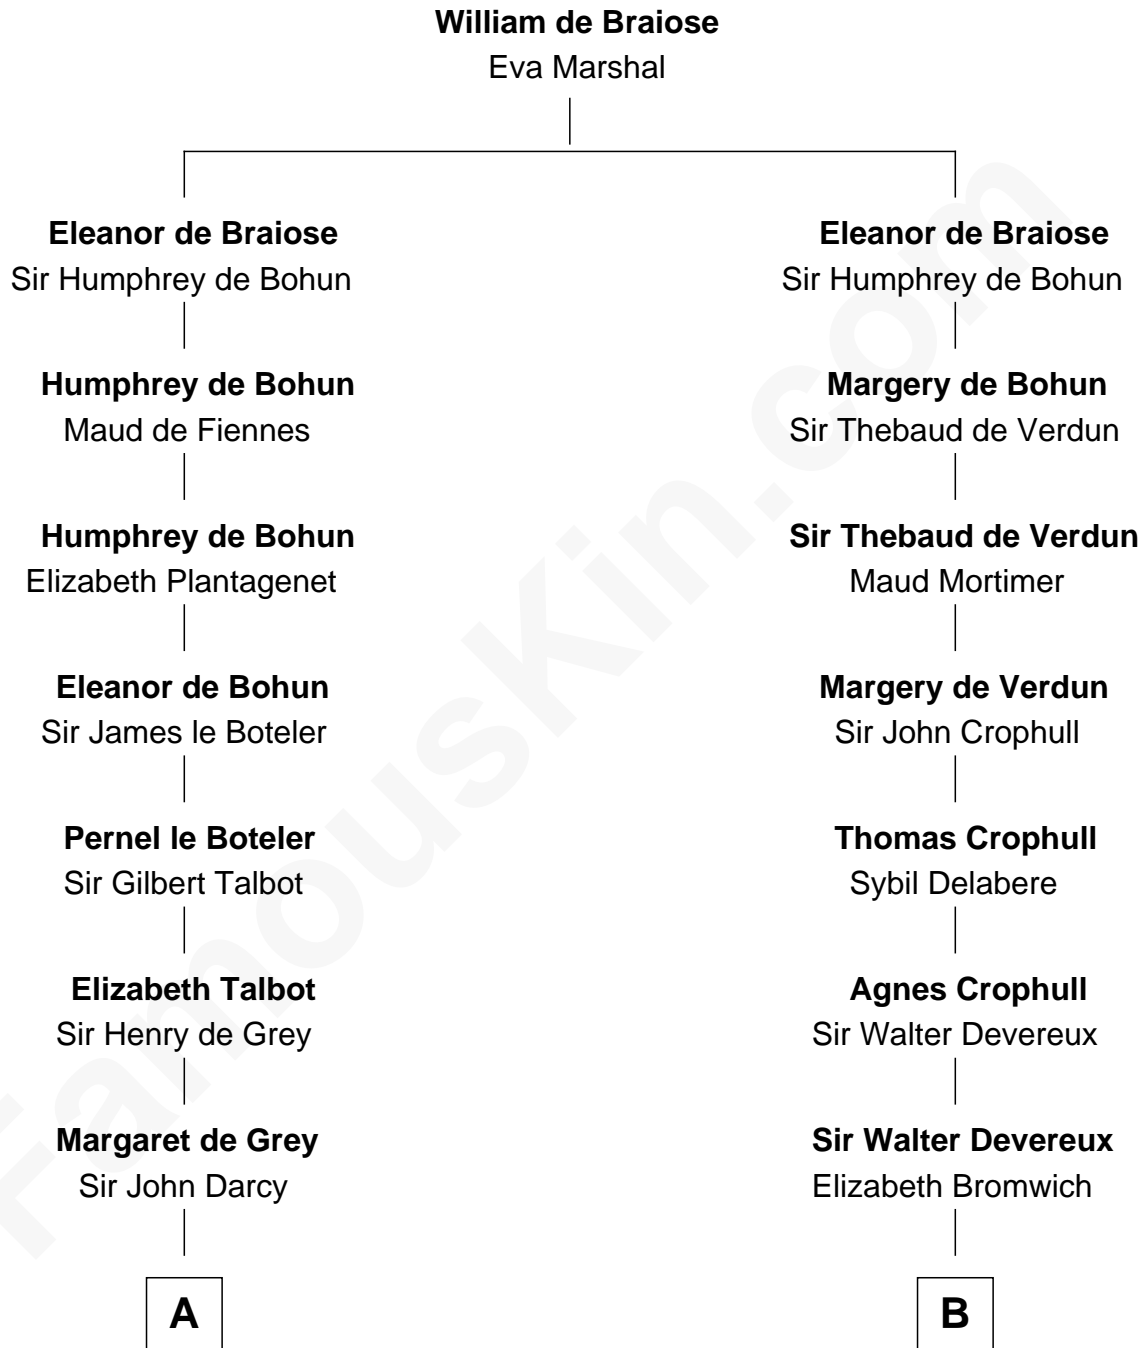 William de Braiose
Eva Marshal
Eleanor de Braiose
Sir Humphrey de Bohun
Humphrey de Bohun
Maud de Fiennes
Humphrey de Bohun
Elizabeth Plantagenet
Eleanor de Bohun
Sir James le Boteler
Pernel le Boteler
Sir Gilbert Talbot
Elizabeth Talbot
Sir Henry de Grey
Margaret de Grey
Sir John Darcy
A
Eleanor de Braiose
Sir Humphrey de Bohun
Margery de Bohun
Sir Thebaud de Verdun
Sir Thebaud de Verdun
Maud Mortimer
Margery de Verdun
Sir John Crophull
Thomas Crophull
Sybil Delabere
Agnes Crophull
Sir Walter Devereux
Sir Walter Devereux
Elizabeth Bromwich
B
FamousKin.com